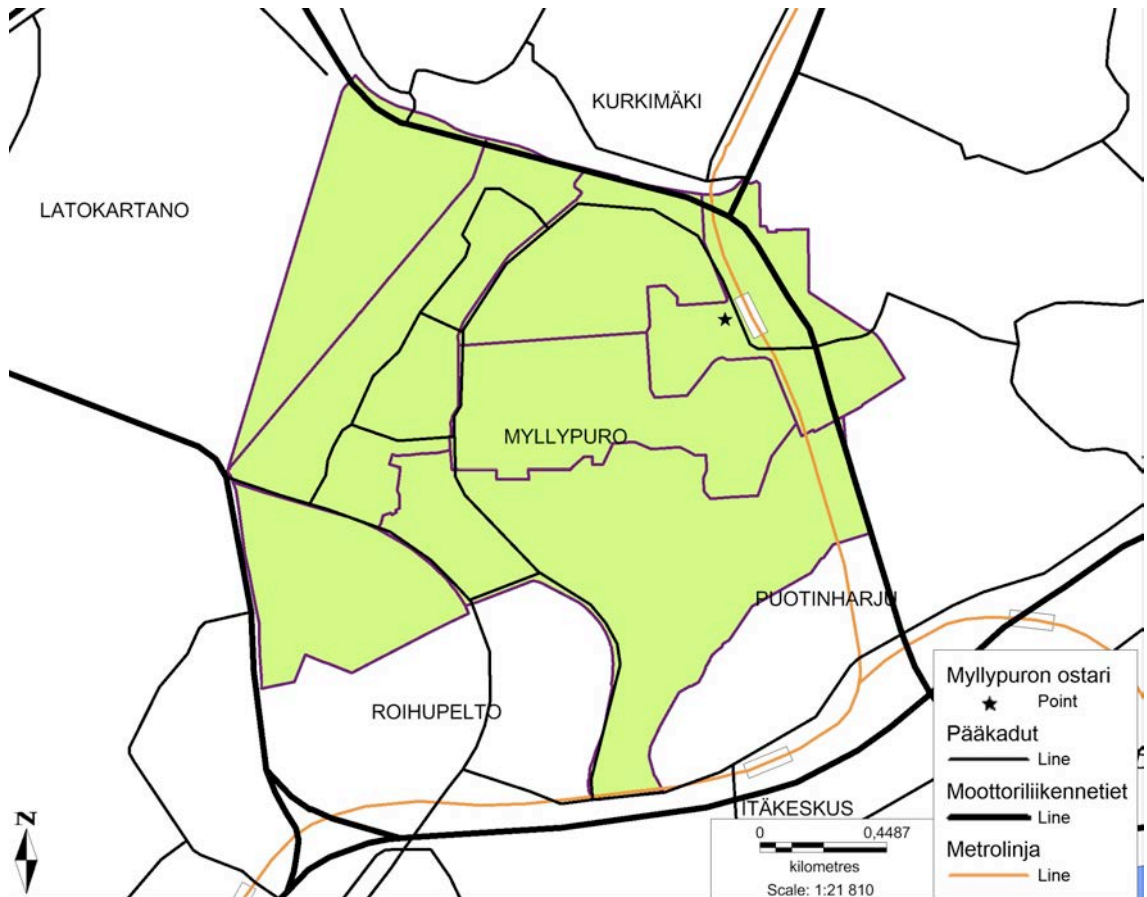 KURKIMÄKI
LATOKARTANO
MYLLYPURO
PUOTINHARJU
ROIHUPELTO
ITÄKESKUS
N
0 0,4487
kilometres
Scale: 1:21 810
Myllypuron ostari
Point
Pääkadut
Line
Moottoriliikennetiet
Line
Metrolinja
Line